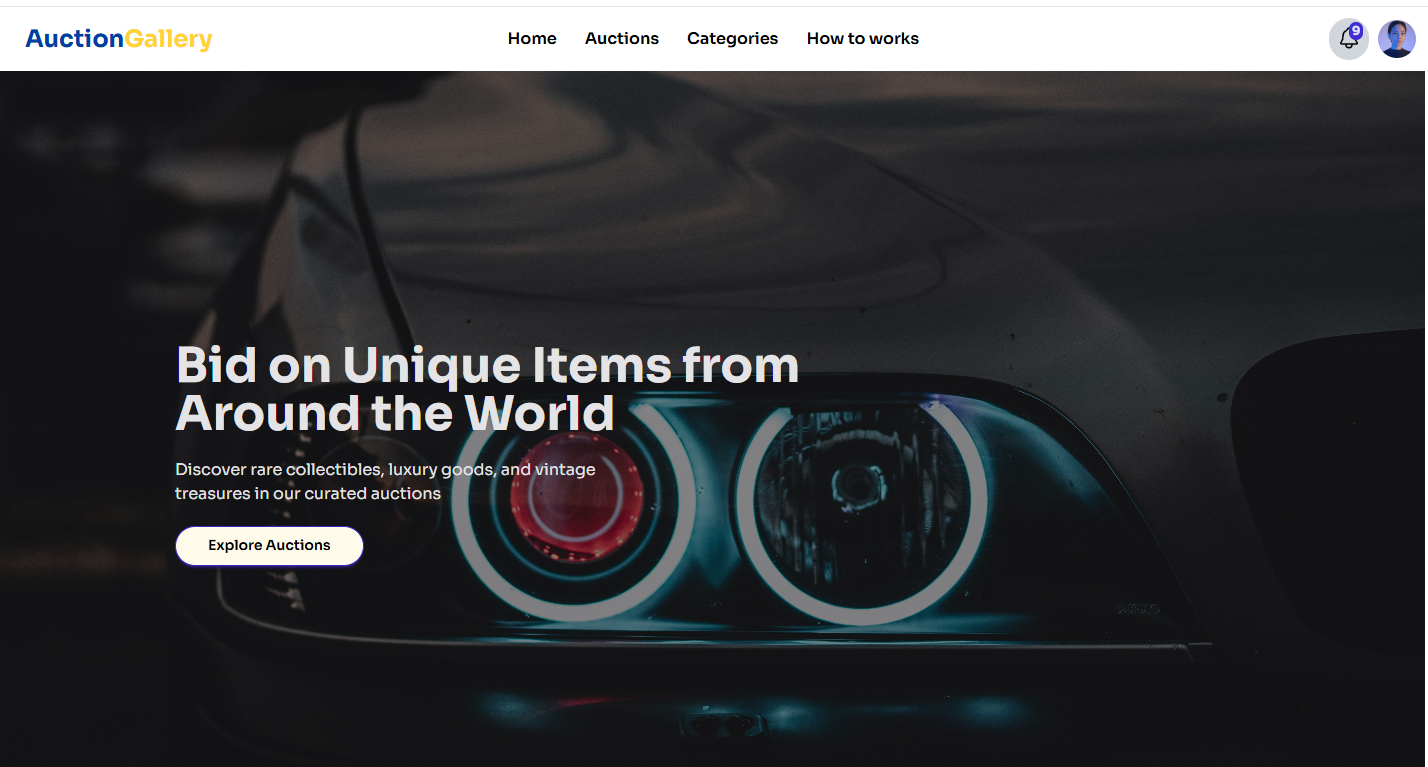 AuctionGallery
Home Auctions Categories How to works
9
Bid on Unique Items from
Around the World
Discover rare collectibles, luxury goods, and vintage
treasures in our curated auctions
Explore Auctions